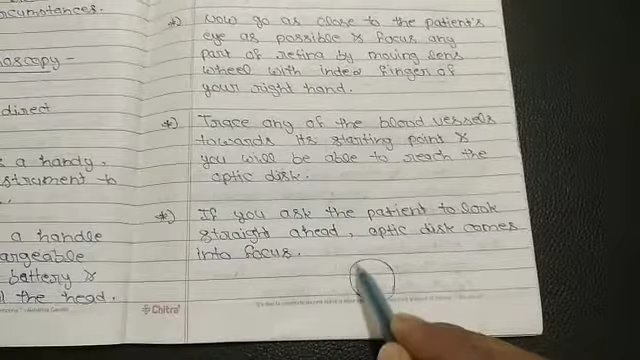 cumstances.
oscopy -
direct
s a handy,
strument to
a handle
argeable
battery &
the head.
*) Now go as close to the patient's
eye as possible & focus any
part of retina by moving lens
wheel with index finger of
your right hand.
*) Trace any of the blood vessels
towards its starting point &
you will be able to reach the
optic disk.
*) If you ask the patient to look
straight ahead, optic disk comes
into focus.
Chitra